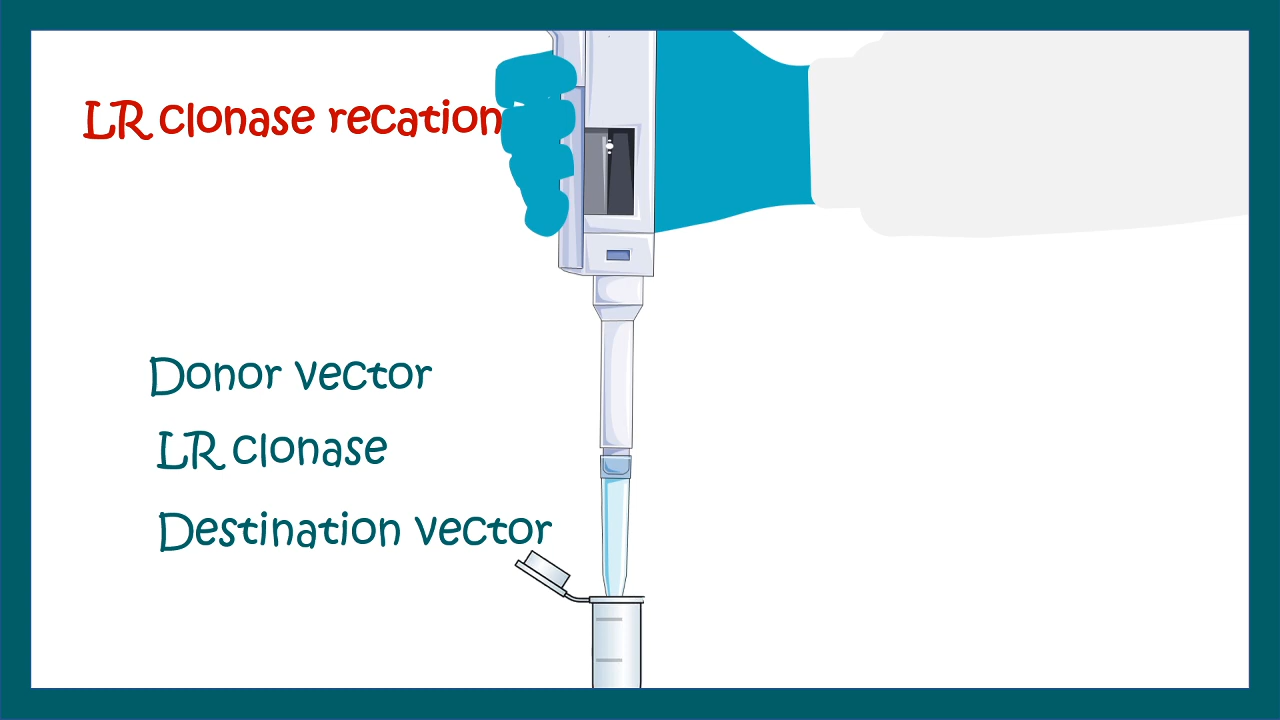 LR clonase recation
Donor vector
LR clonase
Destination vector